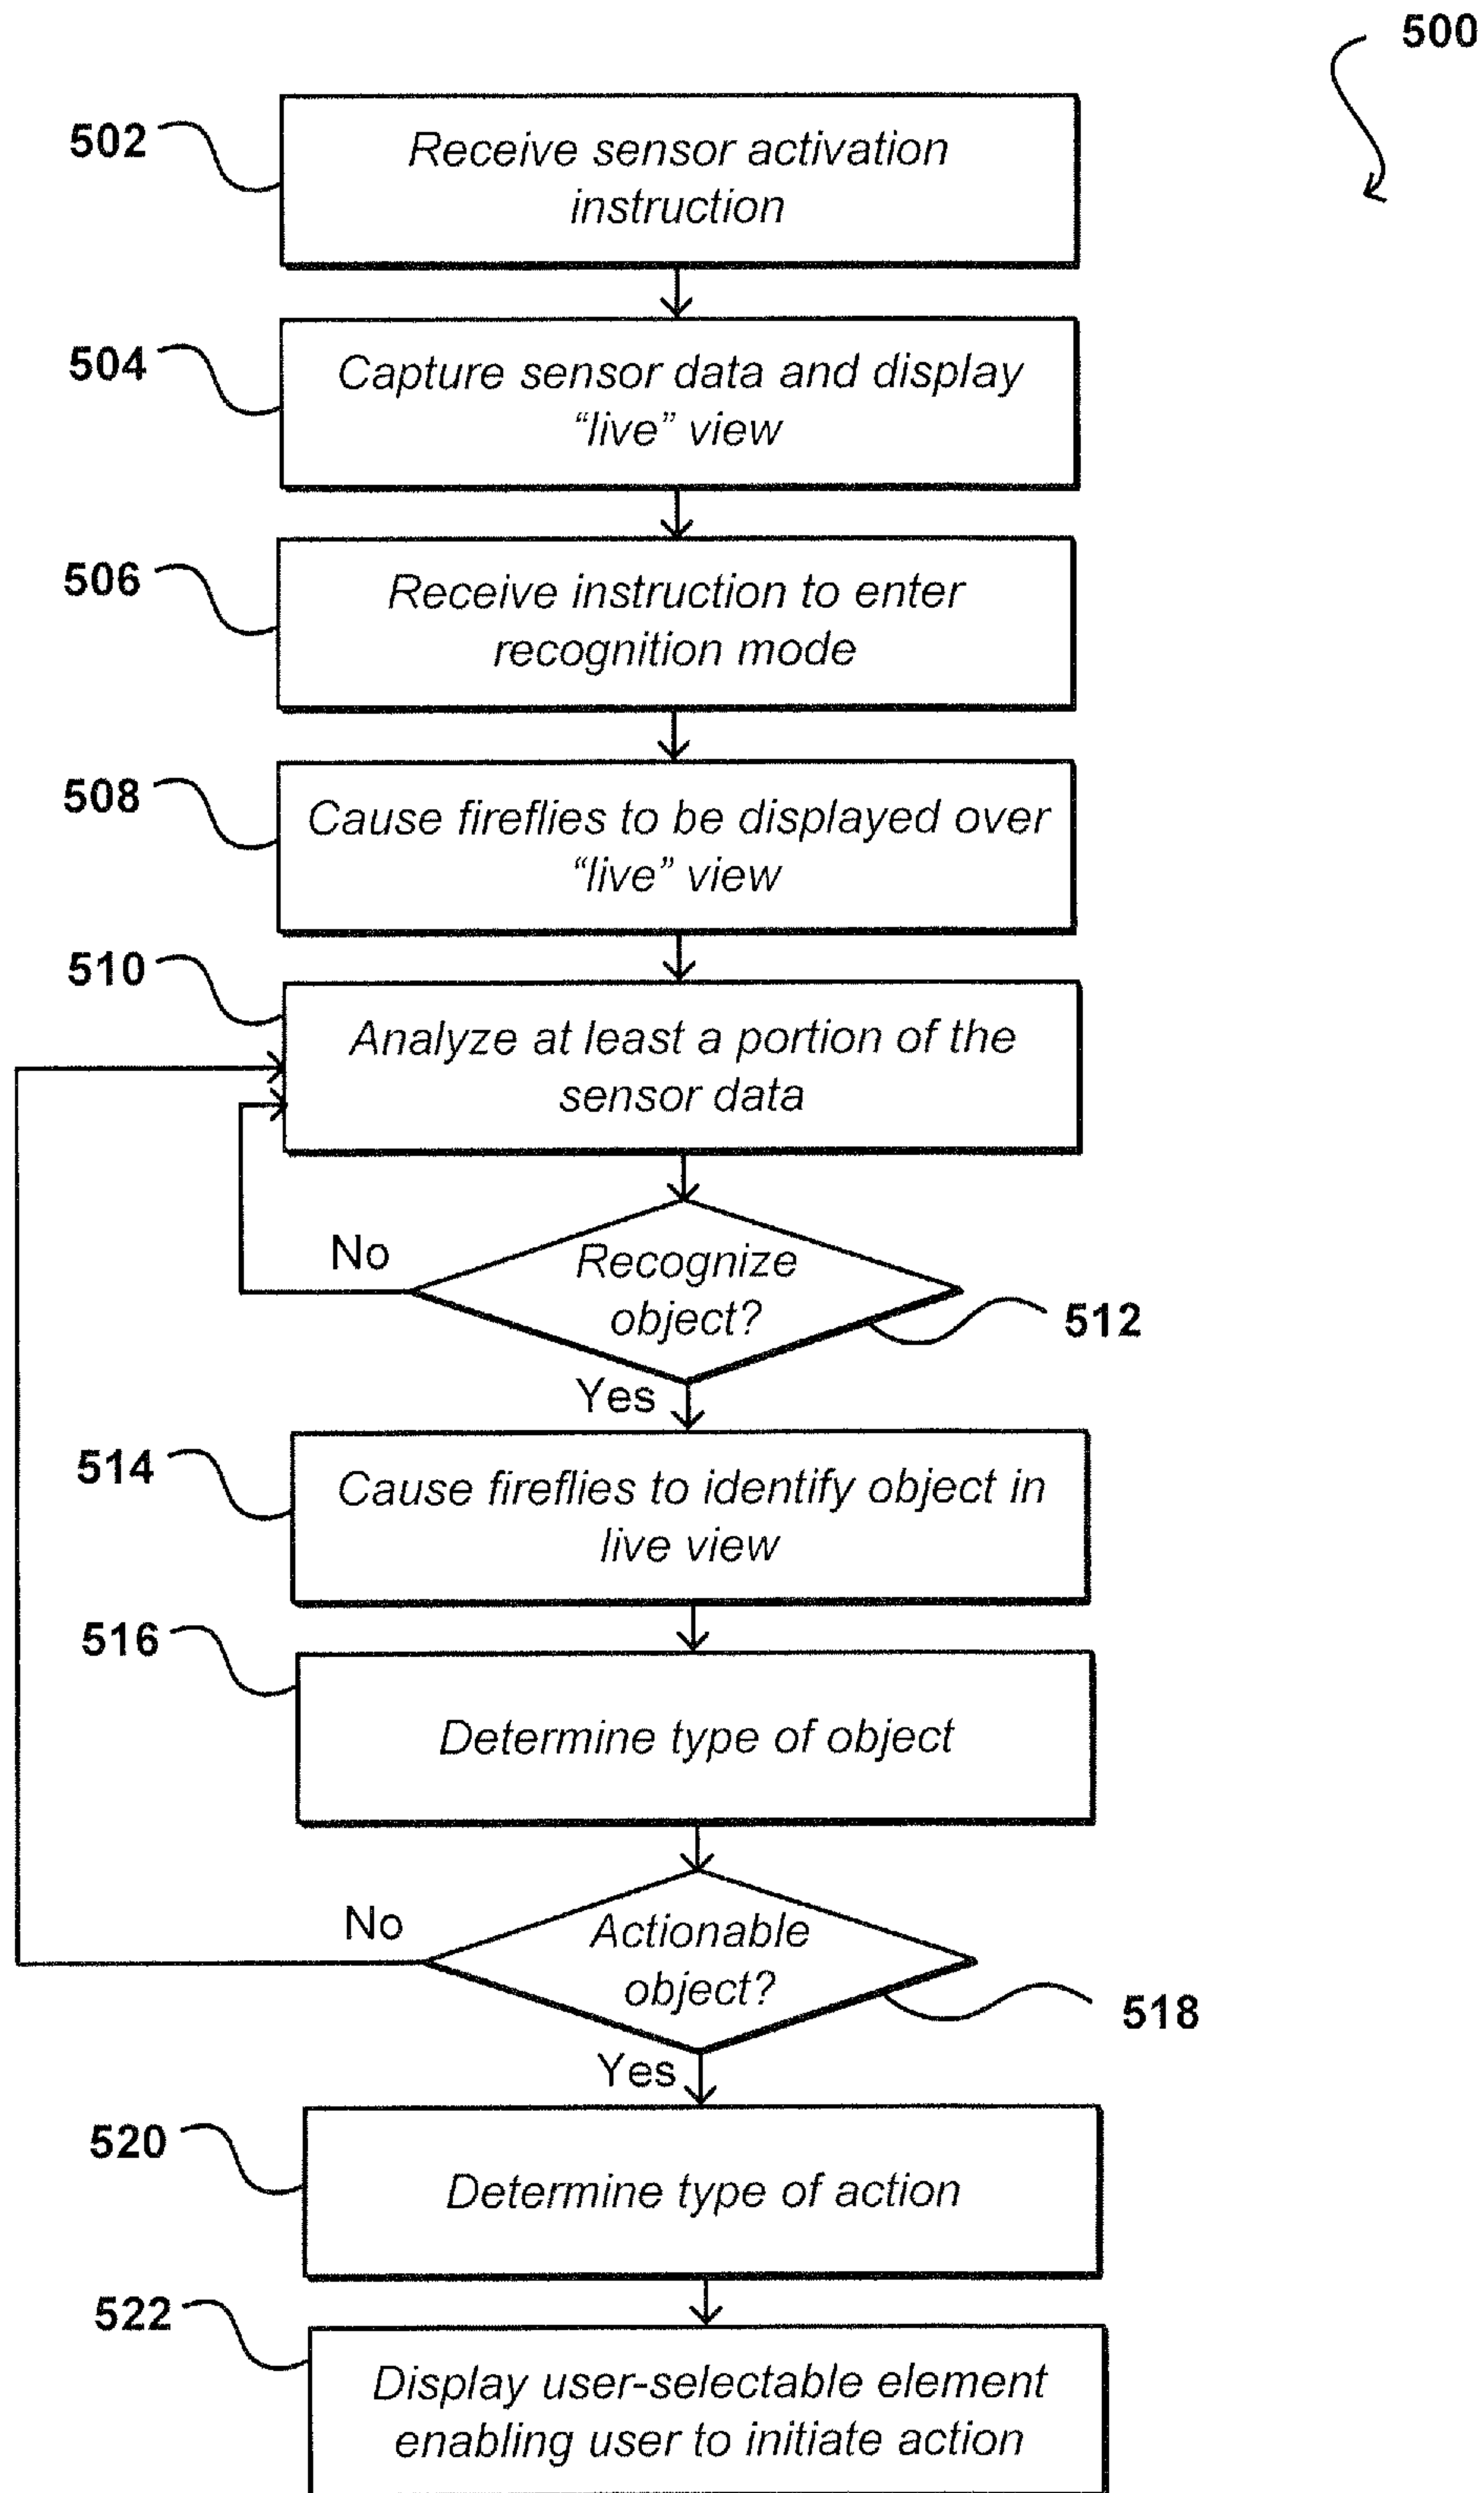 500
502
Receive sensor activation
instruction
504
Capture sensor data and display
“live” view
506
Receive instruction to enter
recognition mode
508
Cause fireflies to be displayed over
“live” view
510
Analyze at least a portion of the
sensor data
No
Recognize
object?
512
Yes
514
Cause fireflies to identify object in
live view
516
Determine type of object
No
Actionable
object?
518
Yes
520
Determine type of action
522
Display user-selectable element
enabling user to initiate action